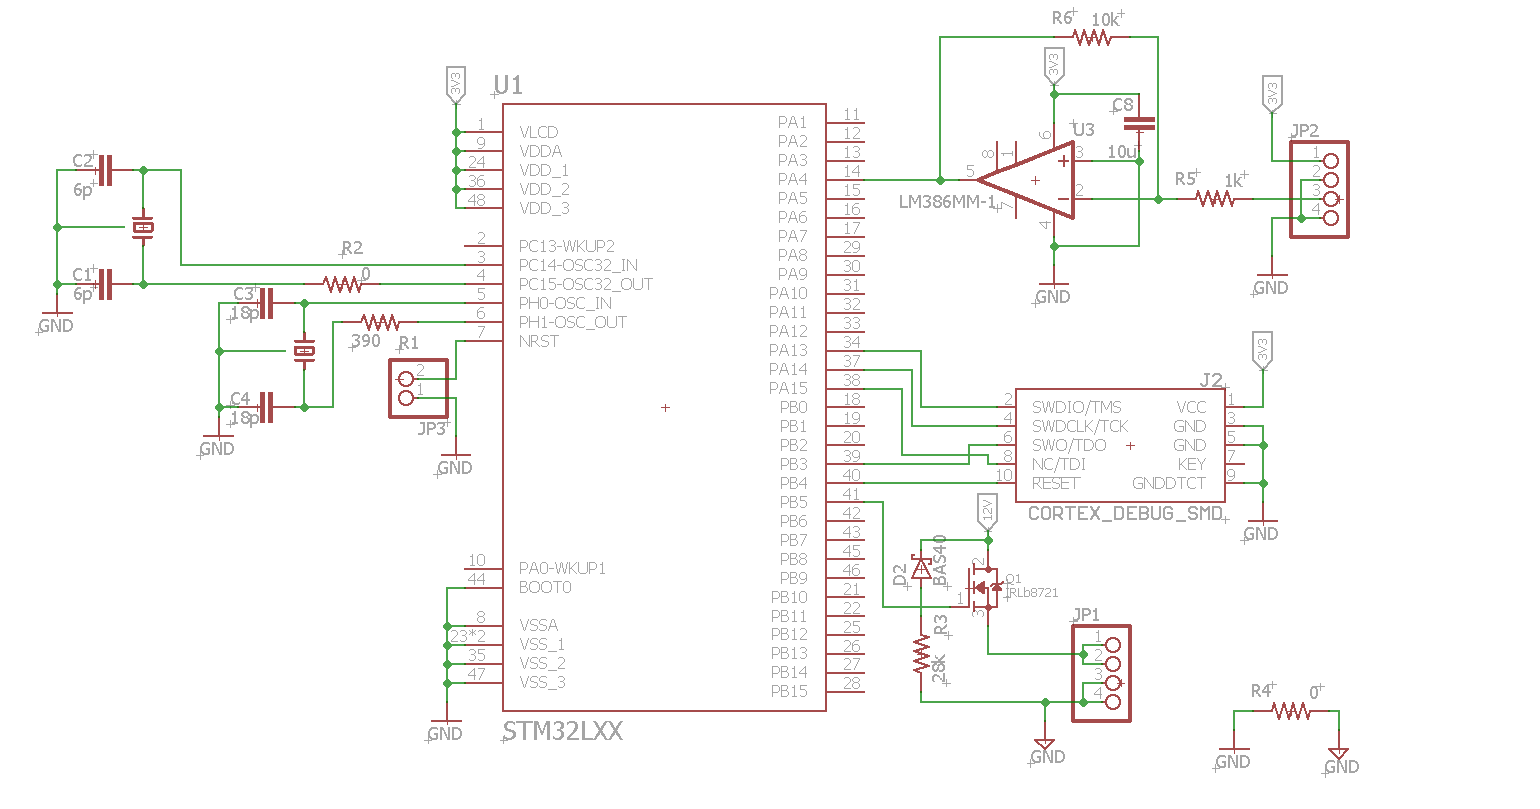 R6 10k
3V3
C8
U3
10u
6
8
1
3
5
2
7
4
LM386MM-1
3V3
JP2
1
2
3
4
R5 1k
GND
GND
3V3
U1
1 VLCD
9 VDDA
24 VDD_1
36 VDD_2
48 VDD_3
2 PC13-WKUP2
3 PC14-OSC32_IN
4 PC15-OSC32_OUT
5 PH0-OSC_IN
6 PH1-OSC_OUT
7 NRST
10 PA0-WKUP1
44 BOOT0
8 VSSA
23*2 VSS_1
35 VSS_2
47 VSS_3
GND
STM32LXX
PA1 11
PA2 12
PA3 13
PA4 14
PA5 15
PA6 16
PA7 17
PA8 29
PA9 30
PA10 31
PA11 32
PA12 33
PA13 34
PA14 37
PA15 38
PB0 18
PB1 19
PB2 20
PB3 39
PB4 40
PB5 41
PB6 42
PB7 43
PB8 45
PB9 46
PB10 21
PB11 22
PB12 25
PB13 26
PB14 27
PB15 28
C2
6p
C1
6p
GND
R2
0
C3
18p
C4
18p
GND
390 R1
2
1
JP3
GND
3V3
J2
2 SWDIO/TMS VCC 1
4 SWDCLK/TCK GND 3
6 SWO/TDO GND 5
8 NC/TDI KEY 7
10 RESET GNDDTCT 9
CORTEX_DEBUG_SMD
GND
12V
D2
BAS40
2
1
3
Q1
IRLb8721
R3
28k
JP1
1
2
3
4
GND
R4 0
GND
GND